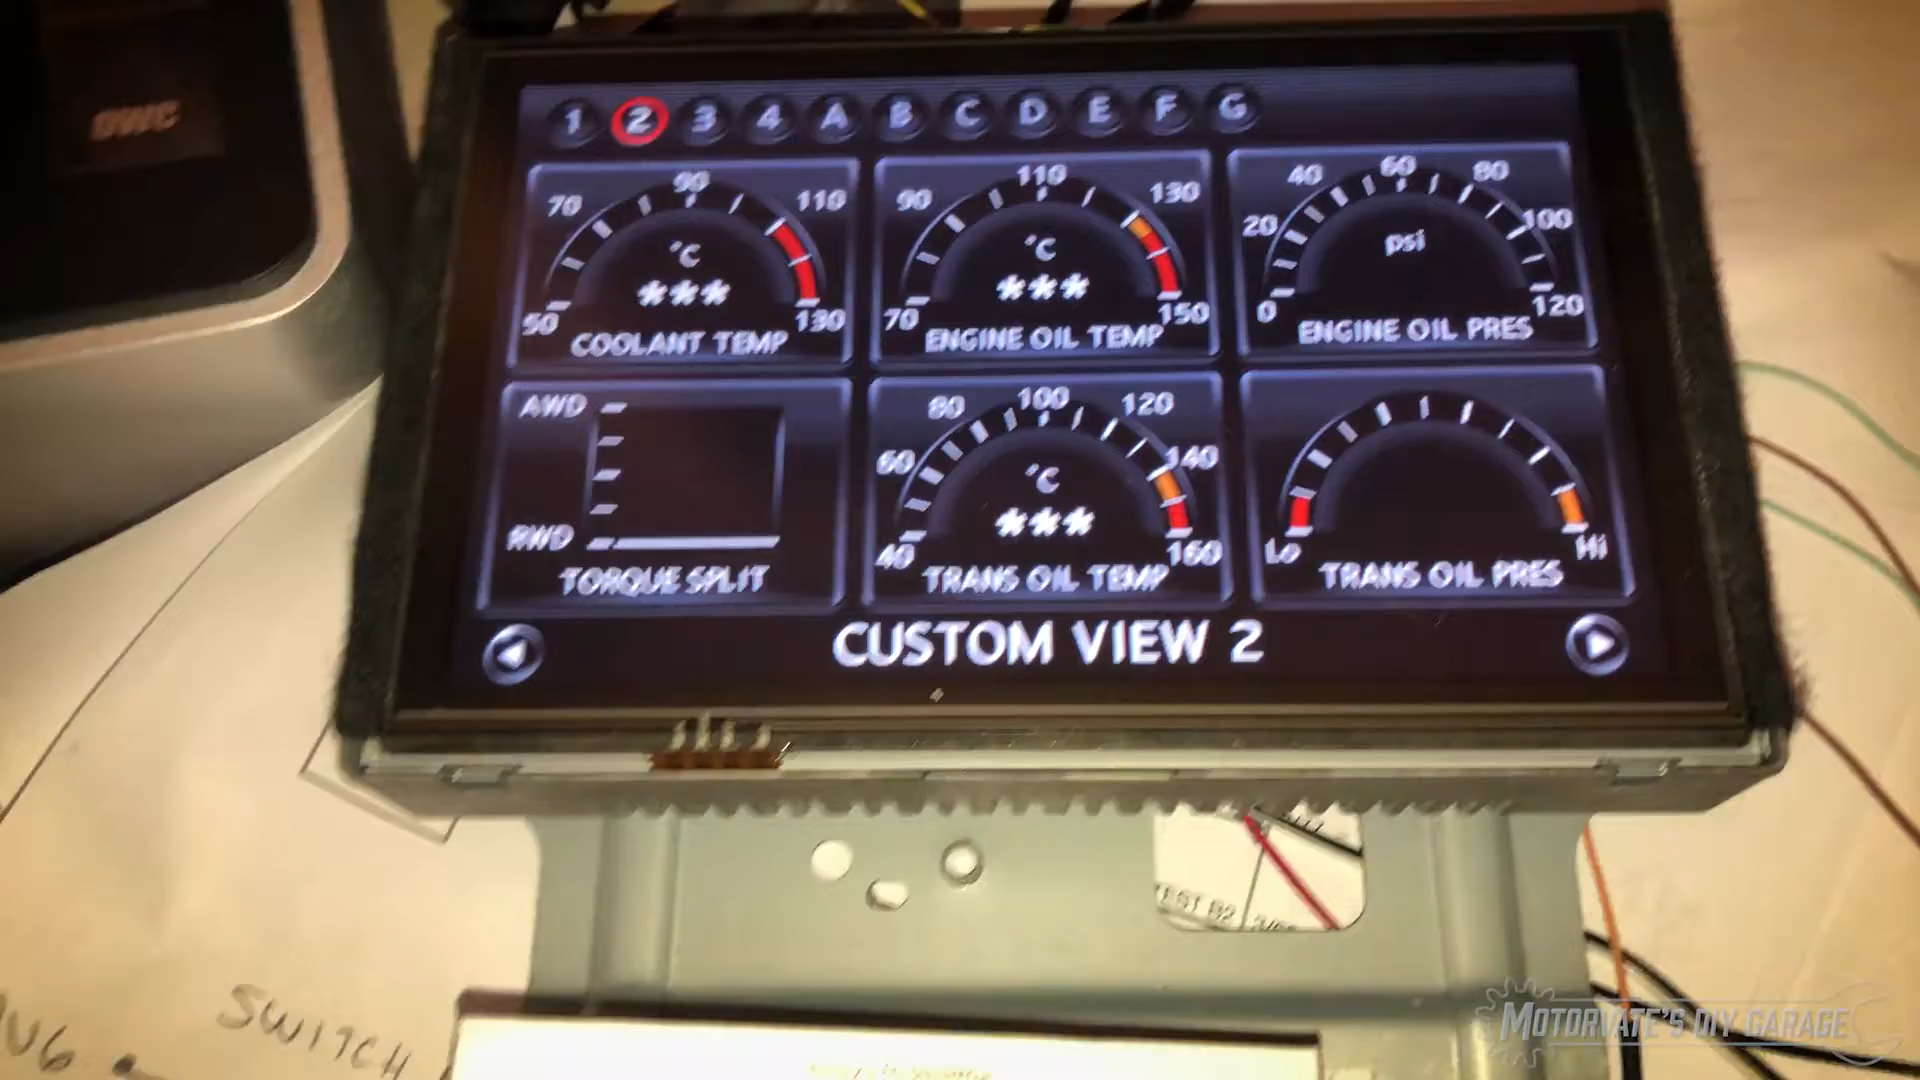 1 2 3 4 A B C D E F G
50 70 90 110 130
°C
***
COOLANT TEMP
70 90 110 130 150
°C
***
ENGINE OIL TEMP
0 20 40 60 80 100 120
psi
ENGINE OIL PRES
AWD
RWD
TORQUE SPLIT
40 60 80 100 120 140 160
°C
***
TRANS OIL TEMP
Lo Hi
TRANS OIL PRES
CUSTOM VIEW 2
SWITCH
MOTORVATE'S DIY GARAGE